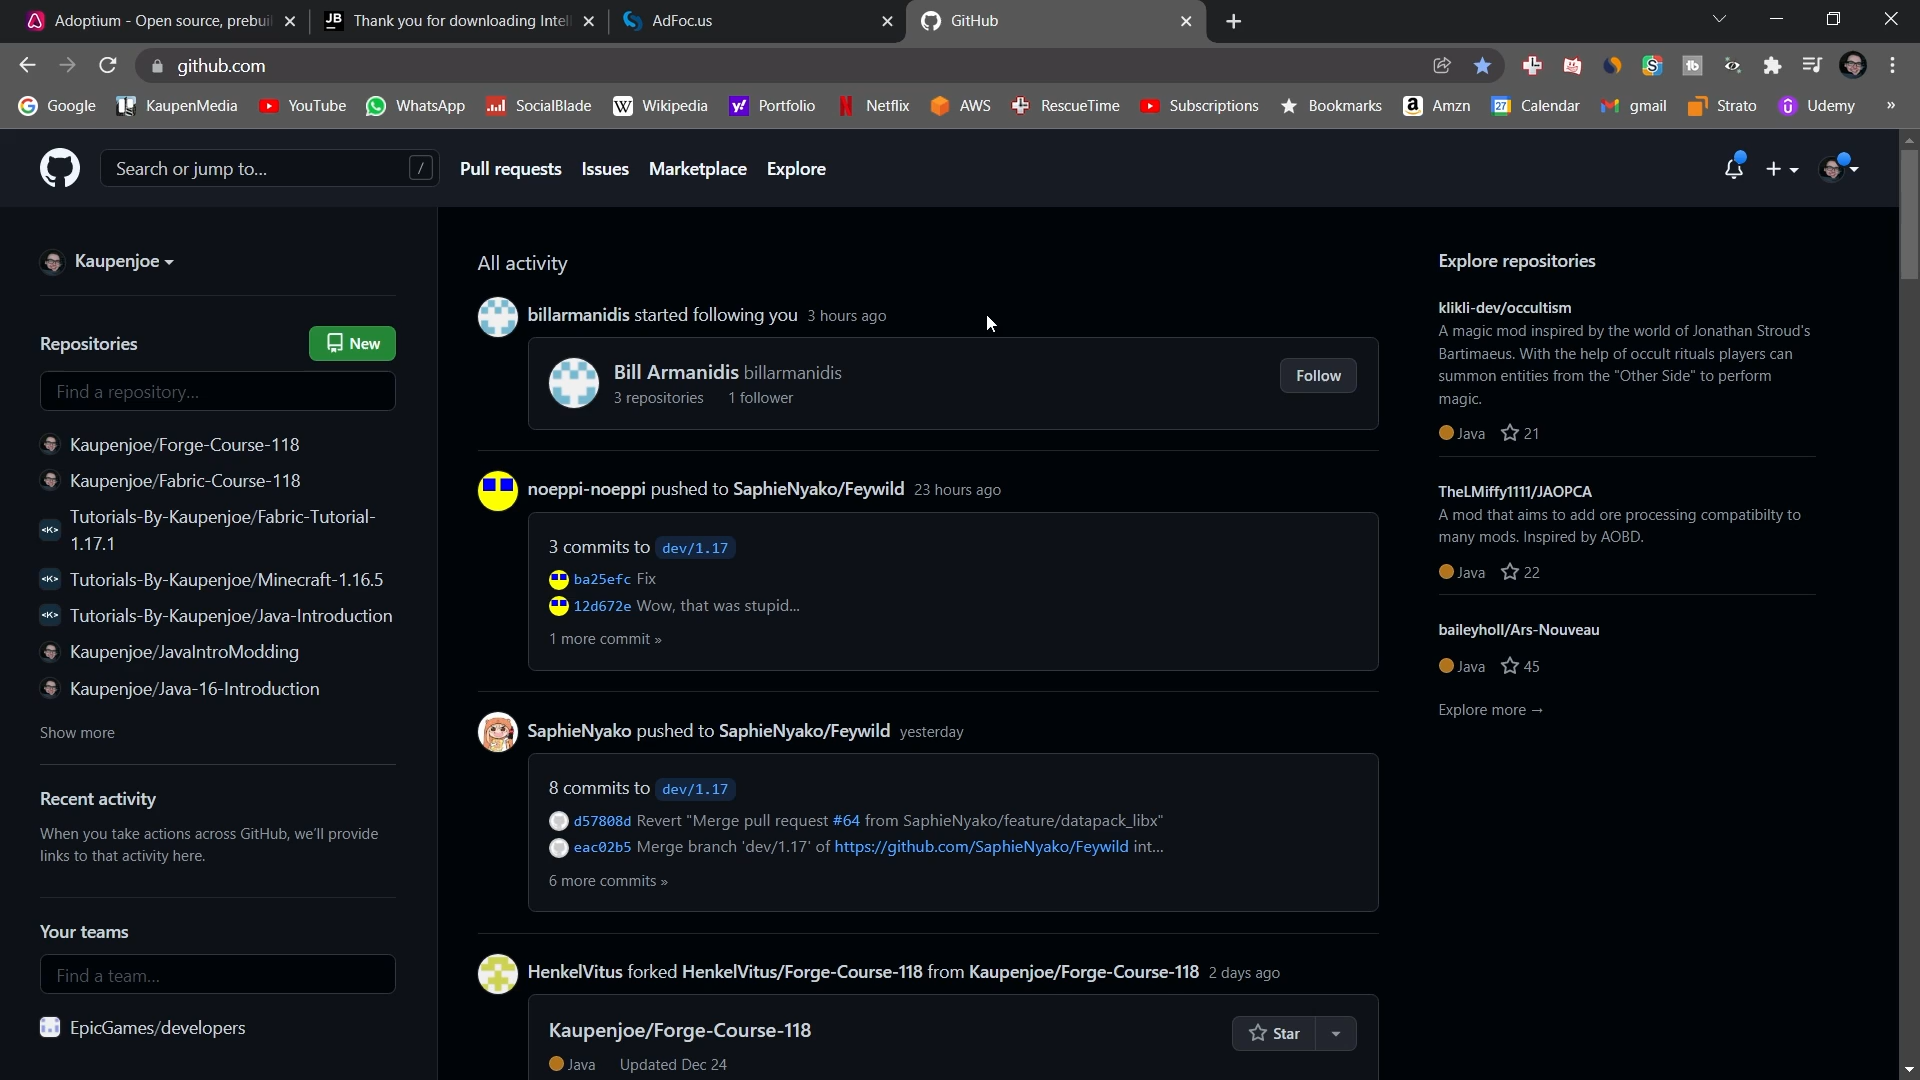 Adoptium - Open source, prebui
JB Thank you for downloading Intell
AdFoc.us
GitHub
github.com
Google KaupenMedia YouTube WhatsApp SocialBlade Wikipedia Portfolio Netflix AWS RescueTime Subscriptions Bookmarks Amzn Calendar gmail Strato Udemy »
Search or jump to... /
Pull requests Issues Marketplace Explore
Kaupenjoe
Repositories
New
Find a repository...
Kaupenjoe/Forge-Course-118
Kaupenjoe/Fabric-Course-118
Tutorials-By-Kaupenjoe/Fabric-Tutorial-
1.17.1
Tutorials-By-Kaupenjoe/Minecraft-1.16.5
Tutorials-By-Kaupenjoe/Java-Introduction
Kaupenjoe/JavaIntroModding
Kaupenjoe/Java-16-Introduction
Show more
Recent activity
When you take actions across GitHub, we'll provide
links to that activity here.
Your teams
Find a team...
EpicGames/developers
All activity
billarmanidis started following you 3 hours ago
Bill Armanidis billarmanidis
3 repositories 1 follower
Follow
noeppi-noeppi pushed to SaphieNyako/Feywild 23 hours ago
3 commits to dev/1.17
ba25efc Fix
12d672e Wow, that was stupid...
1 more commit »
SaphieNyako pushed to SaphieNyako/Feywild yesterday
8 commits to dev/1.17
d57808d Revert "Merge pull request #64 from SaphieNyako/feature/datapack_libx"
eac02b5 Merge branch 'dev/1.17' of https://github.com/SaphieNyako/Feywild int...
6 more commits »
HenkelVitus forked HenkelVitus/Forge-Course-118 from Kaupenjoe/Forge-Course-118 2 days ago
Kaupenjoe/Forge-Course-118
Star
Java Updated Dec 24
Explore repositories
klikli-dev/occultism
A magic mod inspired by the world of Jonathan Stroud's
Bartimaeus. With the help of occult rituals players can
summon entities from the "Other Side" to perform
magic.
Java 21
TheLMiffy1111/JAOPCA
A mod that aims to add ore processing compatibilty to
many mods. Inspired by AOBD.
Java 22
baileyholl/Ars-Nouveau
Java 45
Explore more →